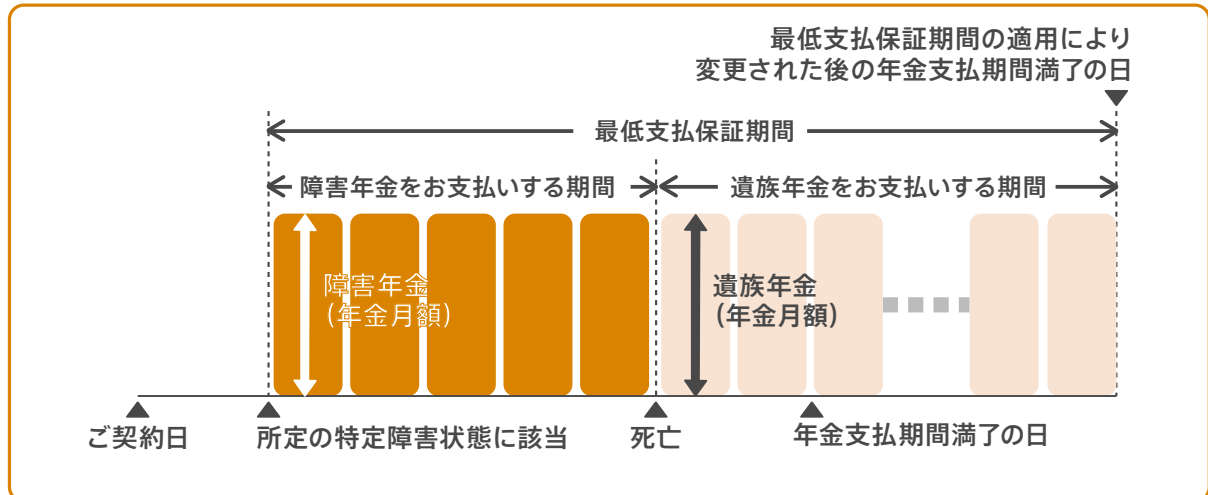 最低支払保証期間の適用により
変更された後の年金支払期間満了の日
最低支払保証期間
障害年金をお支払いする期間
遺族年金をお支払いする期間
障害年金
(年金月額)
遺族年金
(年金月額)
ご契約日
所定の特定障害状態に該当
死亡
年金支払期間満了の日